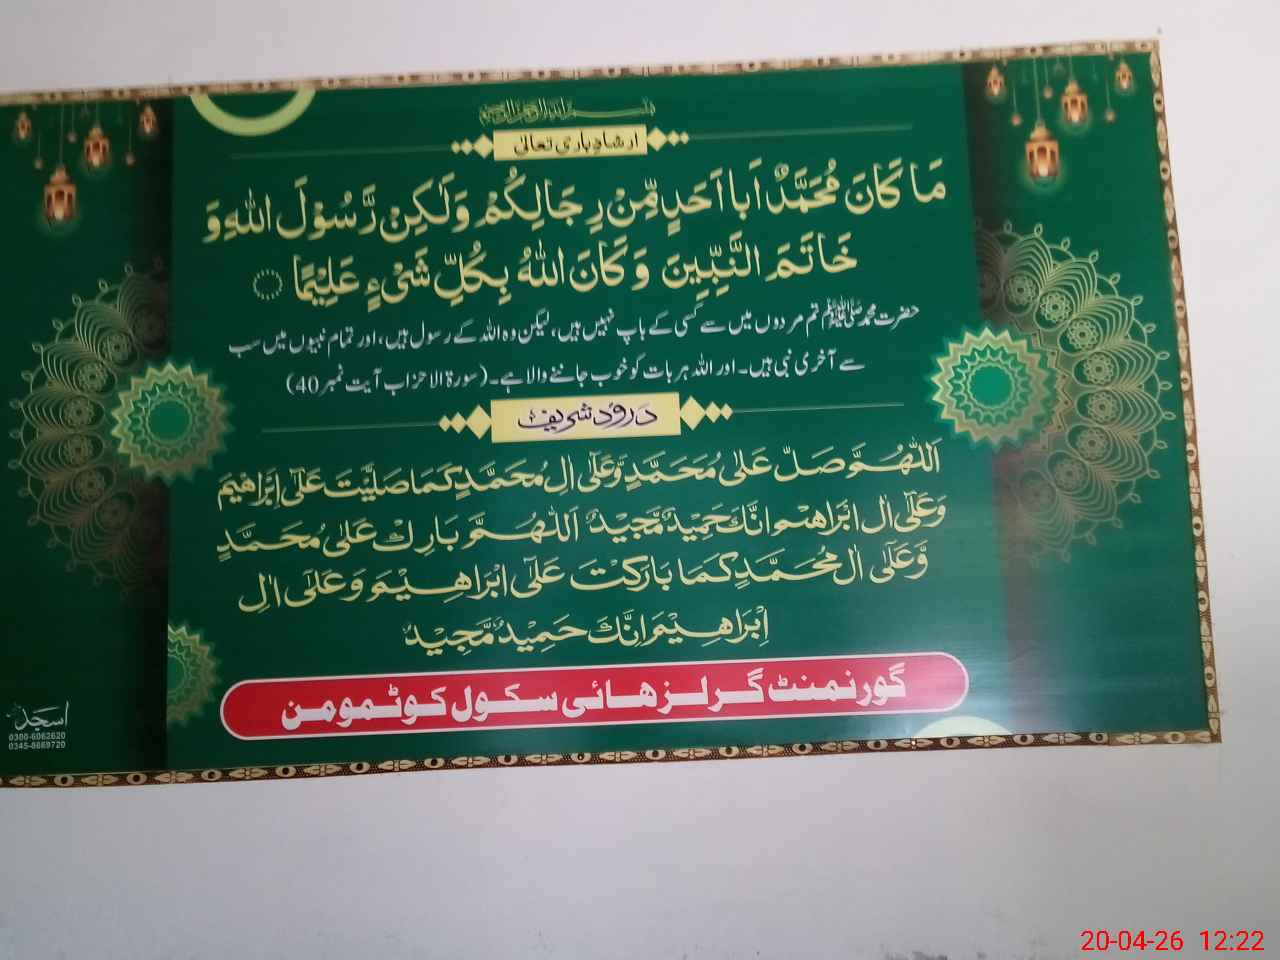 بسم اللہ الرحمن الرحیم
ارشادِ باری تعالیٰ
مَا كَانَ مُحَمَّدٌ اَبَا اَحَدٍ مِّنْ رِجَالِكُمْ وَلٰكِنْ رَّسُوْلَ اللّٰهِ وَ
خَاتَمَ النَّبِّينَ وَكَانَ اللّٰهُ بِكُلِّ شَیْءٍ عَلِيْمًا
حضرت محمد ﷺ تم مردوں میں سے کسی کے باپ نہیں ہیں، لیکن وہ اللہ کے رسول ہیں، اور تمام نبیوں میں سب
سے آخری نبی ہیں۔ اور اللہ ہر بات کو خوب جاننے والا ہے۔ (سورۃ الاحزاب آیت نمبر 40)
درود شریف
اَللّٰهُمَّ صَلِّ عَلٰی مُحَمَّدٍ وَّعَلٰٓی اٰلِ مُحَمَّدٍ كَمَا صَلَّيْتَ عَلٰٓی اِبْرَاهِيْمَ
وَعَلٰٓی اٰلِ اِبْرَاهِيْمَ اِنَّكَ حَمِيْدٌ مَّجِيْدٌ اَللّٰهُمَّ بَارِكْ عَلٰی مُحَمَّدٍ
وَّعَلٰٓی اٰلِ مُحَمَّدٍ كَمَا بَارَكْتَ عَلٰٓی اِبْرَاهِيْمَ وَعَلٰٓی اٰلِ
اِبْرَاهِيْمَ اِنَّكَ حَمِيْدٌ مَّجِيْدٌ
گورنمنٹ گرلز ھائی سکول کوٹمومن
اسجد
0300-6062620
0345-8669720
20-04-26 12:22